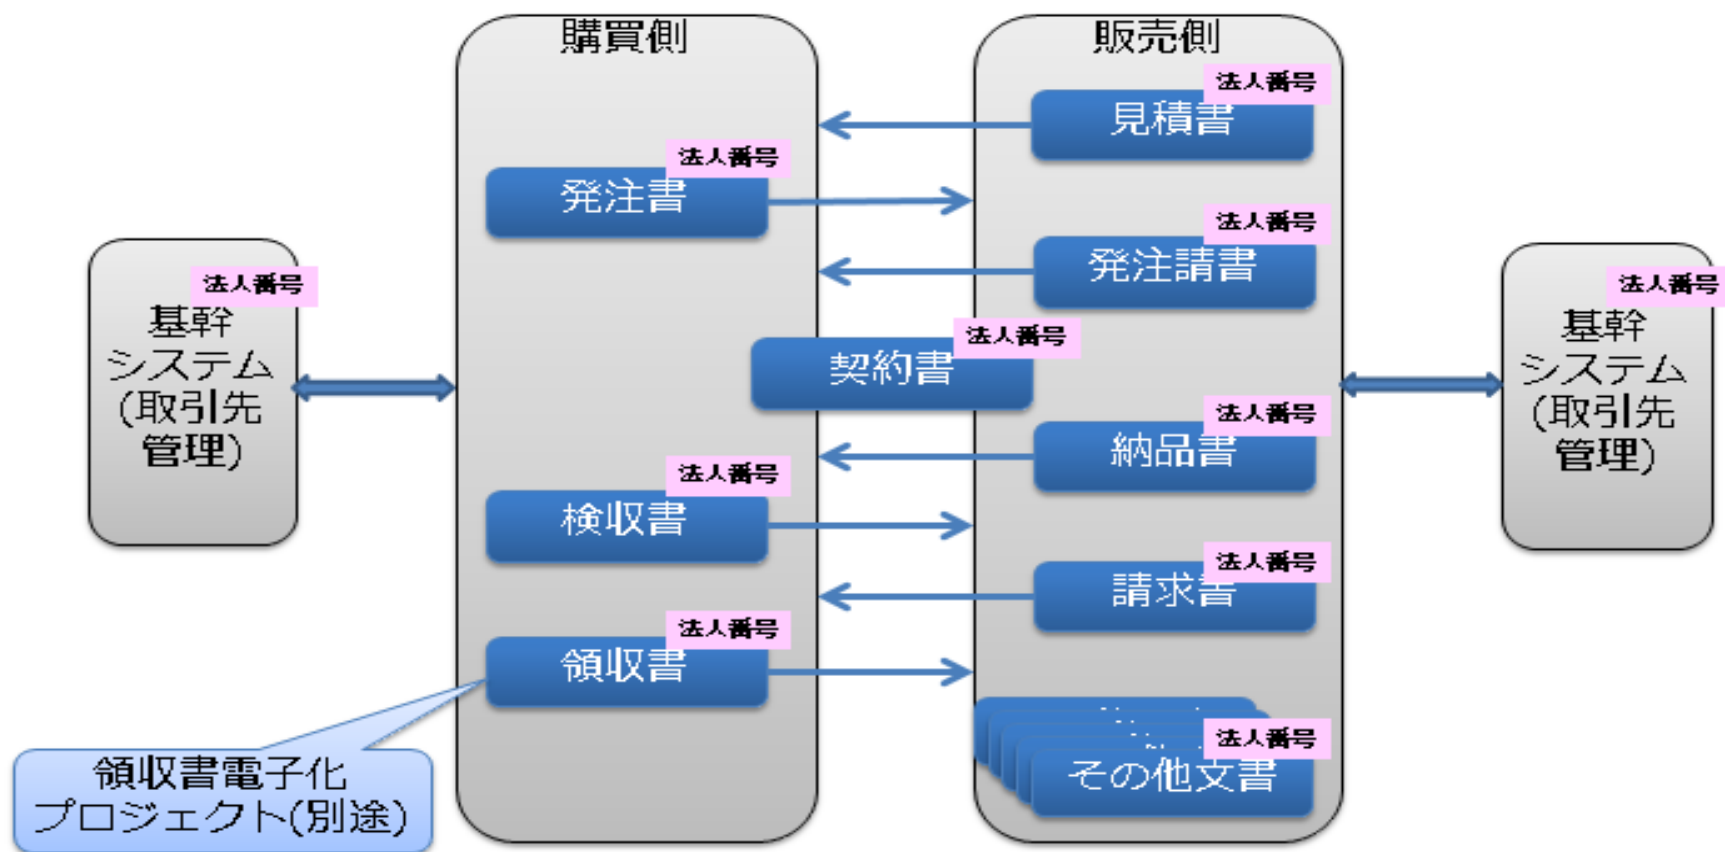 購買側
販売側
法人番号
見積書
法人番号
発注書
法人番号
発注請書
法人番号
基幹
システム
(取引先
管理)
法人番号
契約書
法人番号
基幹
システム
(取引先
管理)
法人番号
納品書
法人番号
検収書
法人番号
請求書
法人番号
領収書
法人番号
その他文書
領収書電子化
プロジェクト(別途)